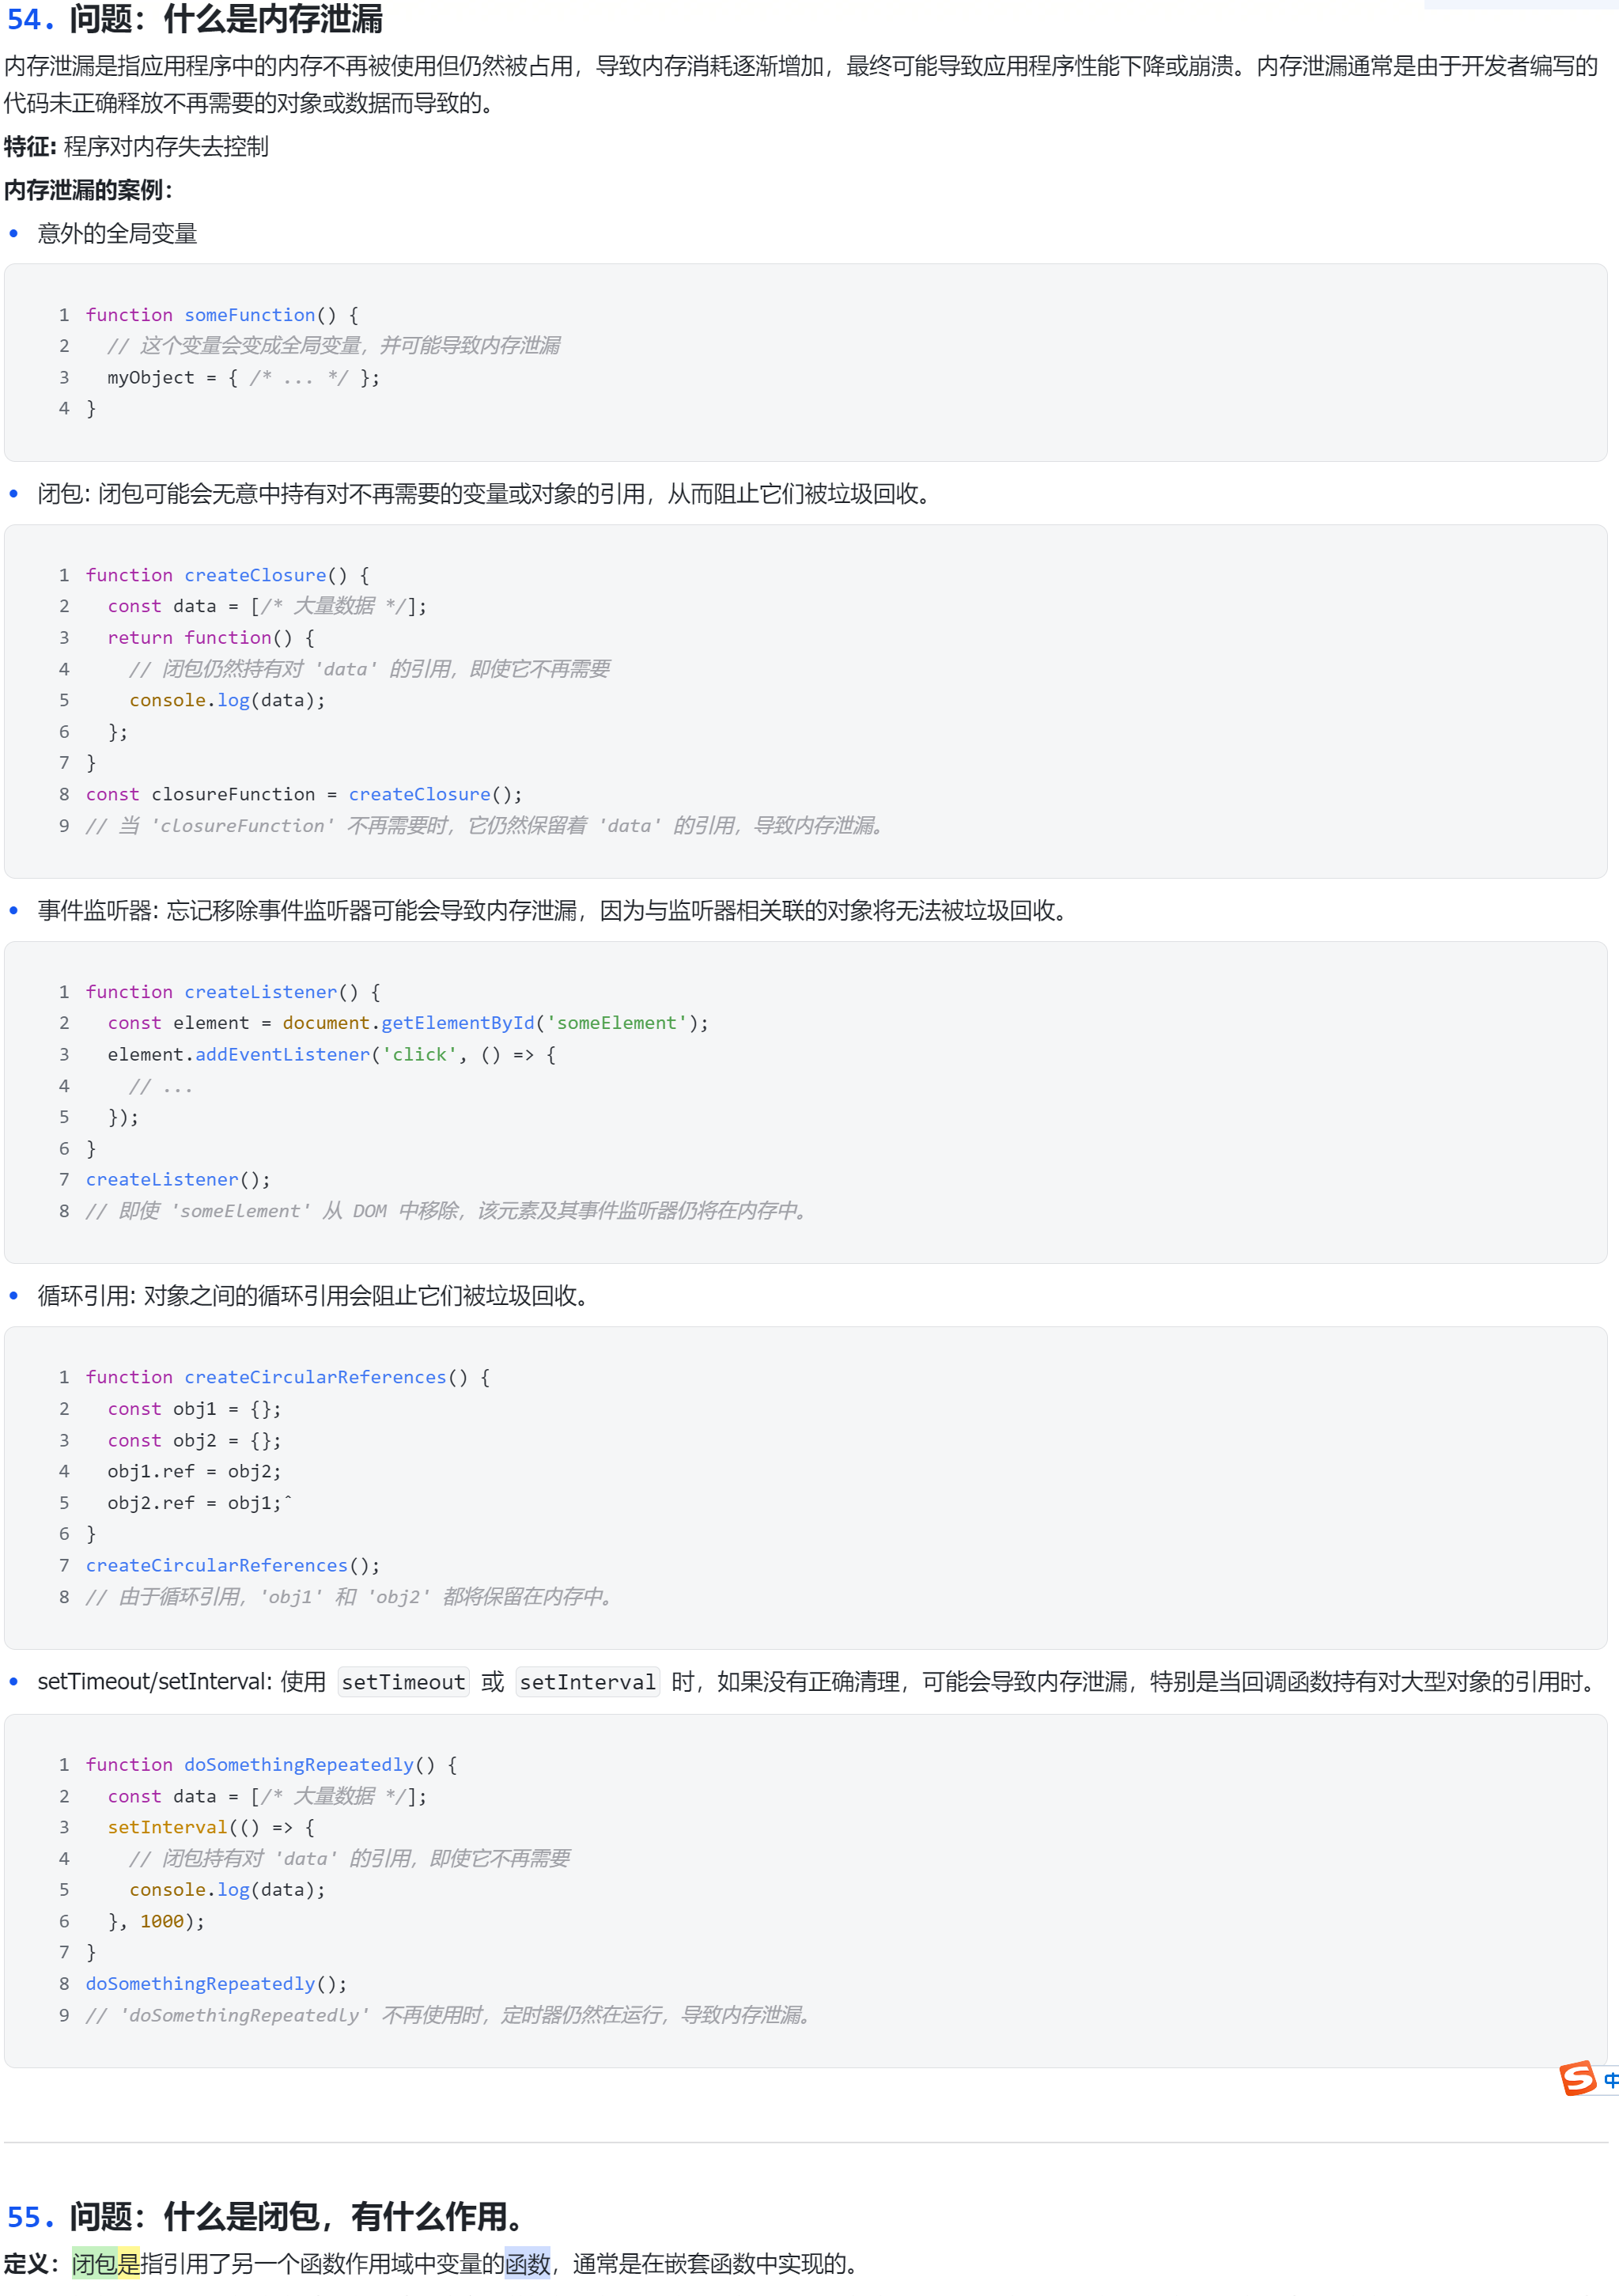 54. 问题：什么是内存泄漏
内存泄漏是指应用程序中的内存不再被使用但仍然被占用，导致内存消耗逐渐增加，最终可能导致应用程序性能下降或崩溃。内存泄漏通常是由于开发者编写的
代码未正确释放不再需要的对象或数据而导致的。
特征: 程序对内存失去控制
内存泄漏的案例：
• 意外的全局变量
1 function someFunction() {
2   // 这个变量会变成全局变量，并可能导致内存泄漏
3   myObject = { /* ... */ };
4 }
• 闭包: 闭包可能会无意中持有对不再需要的变量或对象的引用，从而阻止它们被垃圾回收。
1 function createClosure() {
2   const data = [/* 大量数据 */];
3   return function() {
4     // 闭包仍然持有对 'data' 的引用，即使它不再需要
5     console.log(data);
6   };
7 }
8 const closureFunction = createClosure();
9 // 当 'closureFunction' 不再需要时，它仍然保留着 'data' 的引用，导致内存泄漏。
• 事件监听器: 忘记移除事件监听器可能会导致内存泄漏，因为与监听器相关联的对象将无法被垃圾回收。
1 function createListener() {
2   const element = document.getElementById('someElement');
3   element.addEventListener('click', () => {
4     // ...
5   });
6 }
7 createListener();
8 // 即使 'someElement' 从 DOM 中移除，该元素及其事件监听器仍将在内存中。
• 循环引用: 对象之间的循环引用会阻止它们被垃圾回收。
1 function createCircularReferences() {
2   const obj1 = {};
3   const obj2 = {};
4   obj1.ref = obj2;
5   obj2.ref = obj1;ˆ
6 }
7 createCircularReferences();
8 // 由于循环引用，'obj1' 和 'obj2' 都将保留在内存中。
• setTimeout/setInterval: 使用 setTimeout 或 setInterval 时，如果没有正确清理，可能会导致内存泄漏，特别是当回调函数持有对大型对象的引用时。
1 function doSomethingRepeatedly() {
2   const data = [/* 大量数据 */];
3   setInterval(() => {
4     // 闭包持有对 'data' 的引用，即使它不再需要
5     console.log(data);
6   }, 1000);
7 }
8 doSomethingRepeatedly();
9 // 'doSomethingRepeatedly' 不再使用时，定时器仍然在运行，导致内存泄漏。
S 中
55. 问题：什么是闭包，有什么作用。
定义：闭包是指引用了另一个函数作用域中变量的函数，通常是在嵌套函数中实现的。